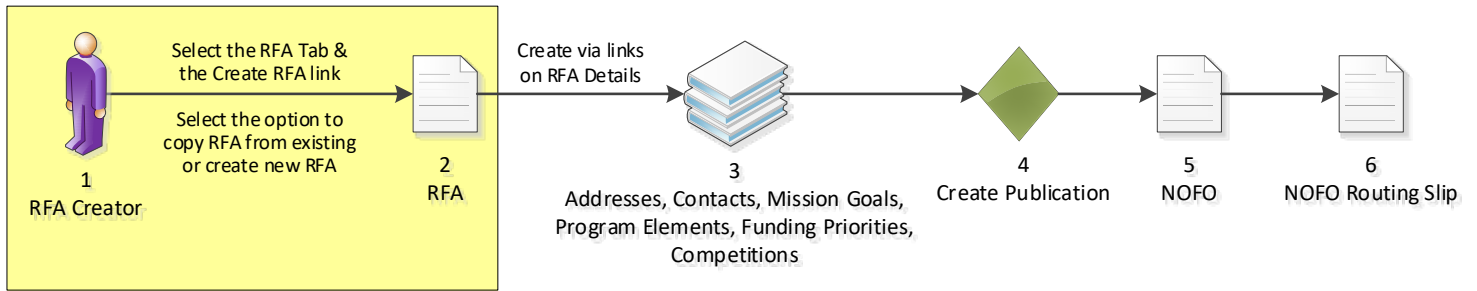 Select the RFA Tab &
the Create RFA link
Select the option to
copy RFA from existing
or create new RFA
1
RFA Creator
2
RFA
Create via links
on RFA Details
3
Addresses, Contacts, Mission Goals,
Program Elements, Funding Priorities,
Competitions
4
Create Publication
5
NOFO
6
NOFO Routing Slip